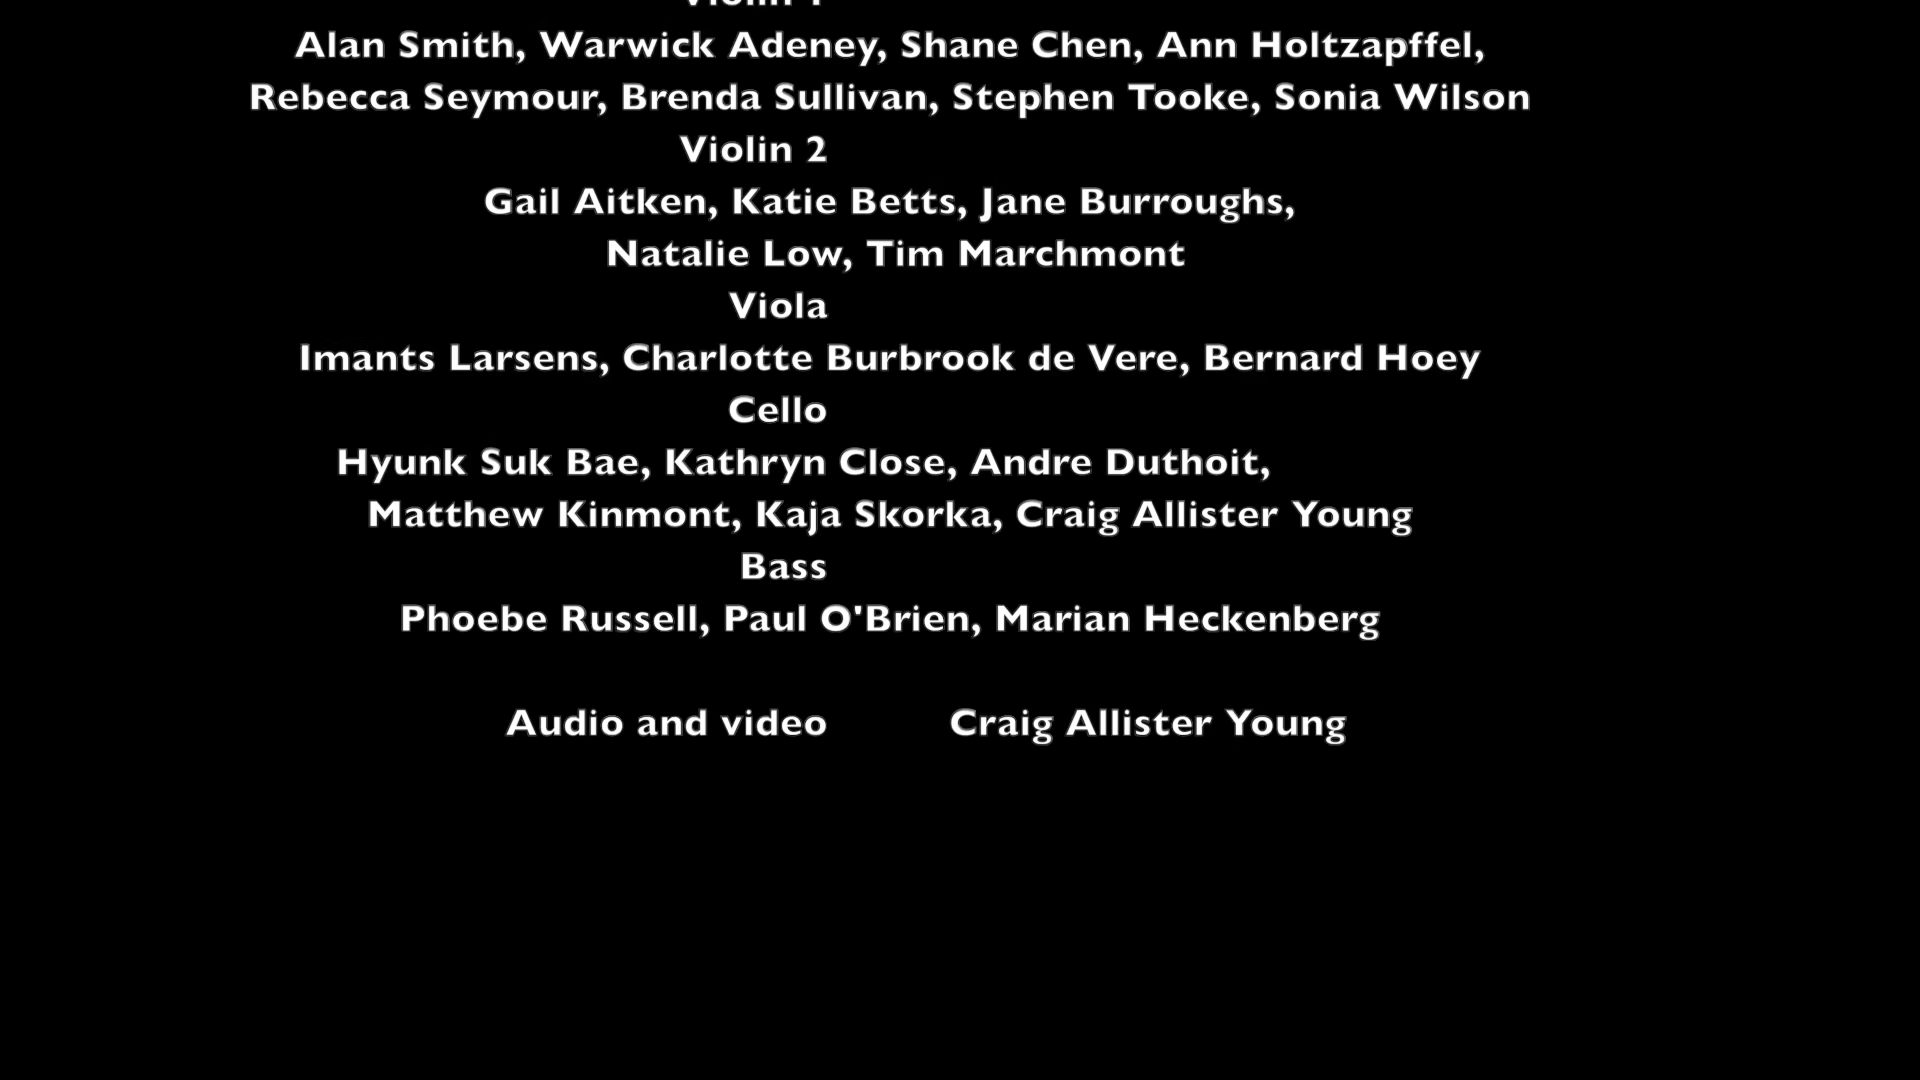 Violin 1
Alan Smith, Warwick Adeney, Shane Chen, Ann Holtzapffel,
Rebecca Seymour, Brenda Sullivan, Stephen Tooke, Sonia Wilson
Violin 2
Gail Aitken, Katie Betts, Jane Burroughs,
Natalie Low, Tim Marchmont
Viola
Imants Larsens, Charlotte Burbrook de Vere, Bernard Hoey
Cello
Hyunk Suk Bae, Kathryn Close, Andre Duthoit,
Matthew Kinmont, Kaja Skorka, Craig Allister Young
Bass
Phoebe Russell, Paul O'Brien, Marian Heckenberg
Audio and video Craig Allister Young